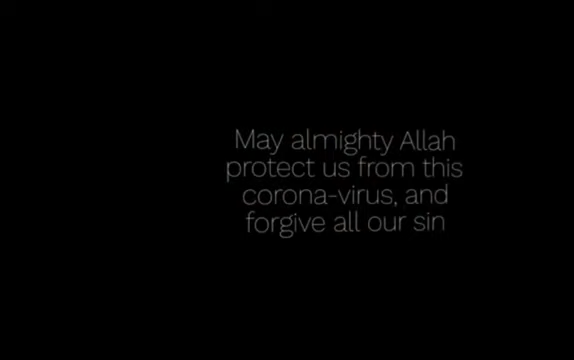 May almighty Allah
protect us from this
corona-virus, and
forgive all our sin